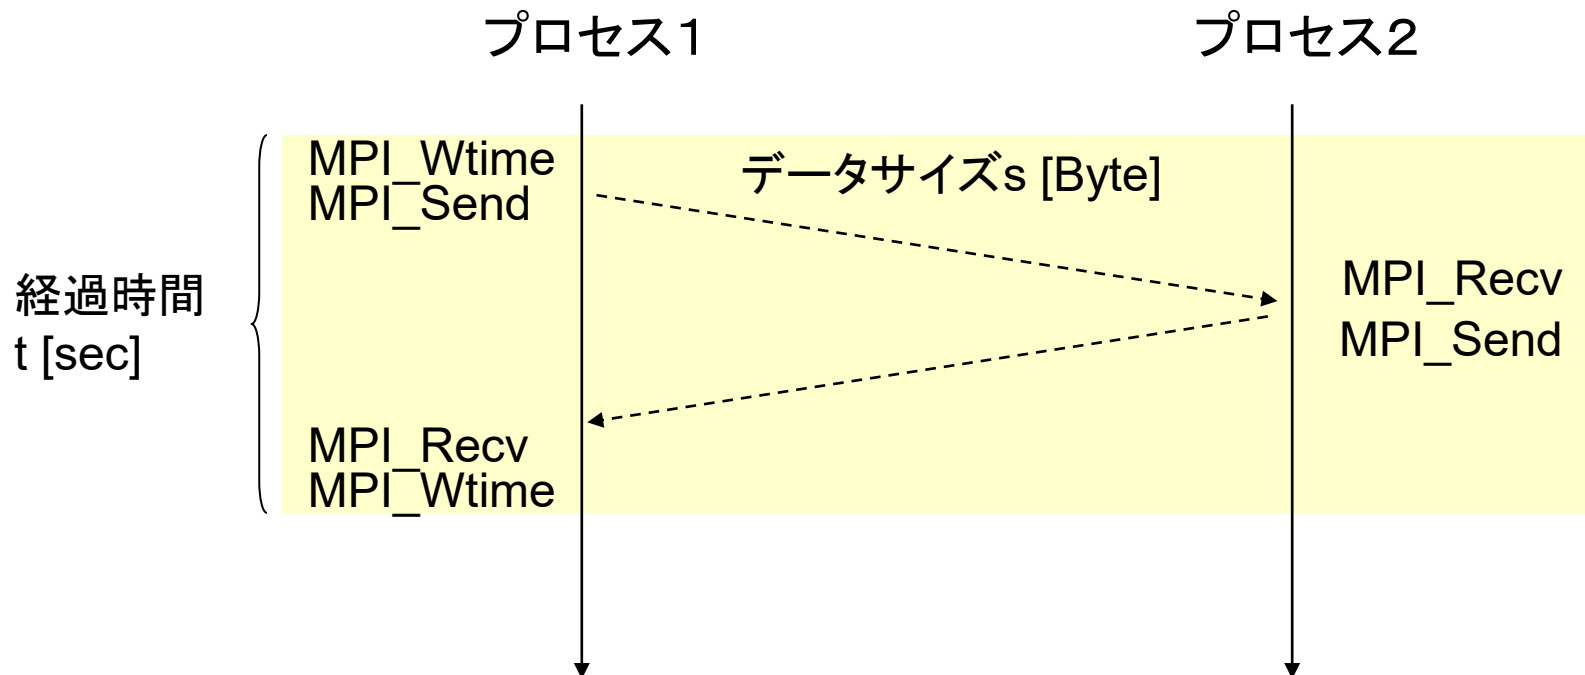 プロセス１
プロセス２
MPI_Wtime
MPI_Send
データサイズs [Byte]
経過時間
t [sec]
MPI_Recv
MPI_Send
MPI_Recv
MPI_Wtime